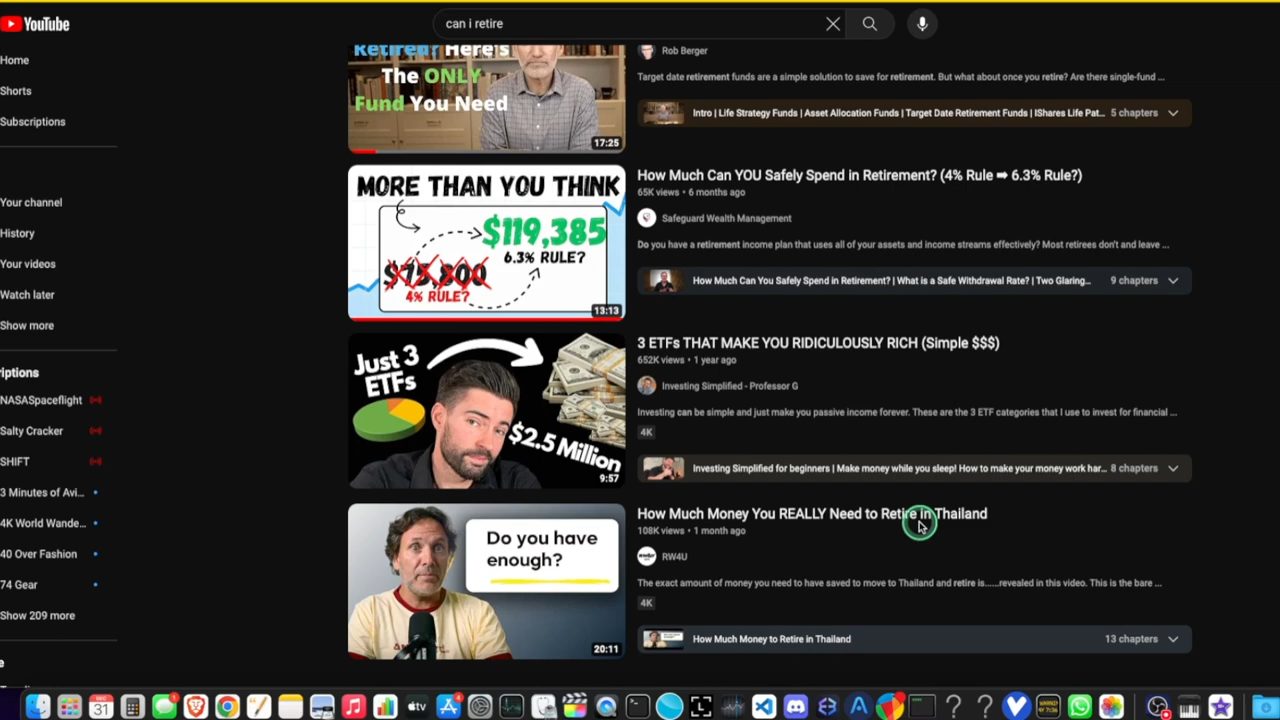 YouTube
can i retire
Home
Shorts
Subscriptions
Your channel
History
Your videos
Watch later
Show more
riptions
NASASpaceflight
Salty Cracker
SHIFT
3 Minutes of Avi...
4K World Wande...
40 Over Fashion
74 Gear
Show 209 more
e
Retired? Here's
The ONLY
Fund You Need
17:25
Rob Berger
Target date retirement funds are a simple solution to save for retirement. But what about once you retire? Are there single-fund ...
Intro | Life Strategy Funds | Asset Allocation Funds | Target Date Retirement Funds | IShares Life Pat...
5 chapters
MORE THAN YOU THINK
$119,385
6.3% RULE?
4% RULE?
13:13
How Much Can YOU Safely Spend in Retirement? (4% Rule ➡ 6.3% Rule?)
65K views • 6 months ago
Safeguard Wealth Management
Do you have a retirement income plan that uses all of your assets and income streams effectively? Most retirees don't and leave ...
How Much Can You Safely Spend in Retirement? | What is a Safe Withdrawal Rate? | Two Glaring...
9 chapters
Just 3
ETFs
$2.5 Million
9:57
3 ETFs THAT MAKE YOU RIDICULOUSLY RICH (Simple $$$)
652K views • 1 year ago
Investing Simplified - Professor G
Investing can be simple and just make you passive income forever. These are the 3 ETF categories that I use to invest for financial ...
4K
Investing Simplified for beginners | Make money while you sleep! How to make your money work har...
8 chapters
Do you have
enough?
20:11
How Much Money You REALLY Need to Retire in Thailand
108K views • 1 month ago
RW4U
The exact amount of money you need to have saved to move to Thailand and retire is......revealed in this video. This is the bare ...
4K
How Much Money to Retire in Thailand
13 chapters
DEC
31
1
tv
4